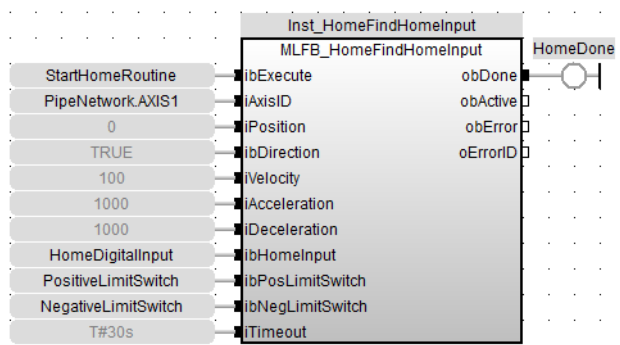 Inst_HomeFindHomeInput
MLFB_HomeFindHomeInput HomeDone
StartHomeRoutine ibExecute obDone
PipeNetwork.AXIS1 iAxisID obActive
0 iPosition obError
TRUE ibDirection oErrorID
100 iVelocity
1000 iAcceleration
1000 iDeceleration
HomeDigitalInput ibHomeInput
PositiveLimitSwitch ibPosLimitSwitch
NegativeLimitSwitch ibNegLimitSwitch
T#30s iTimeout